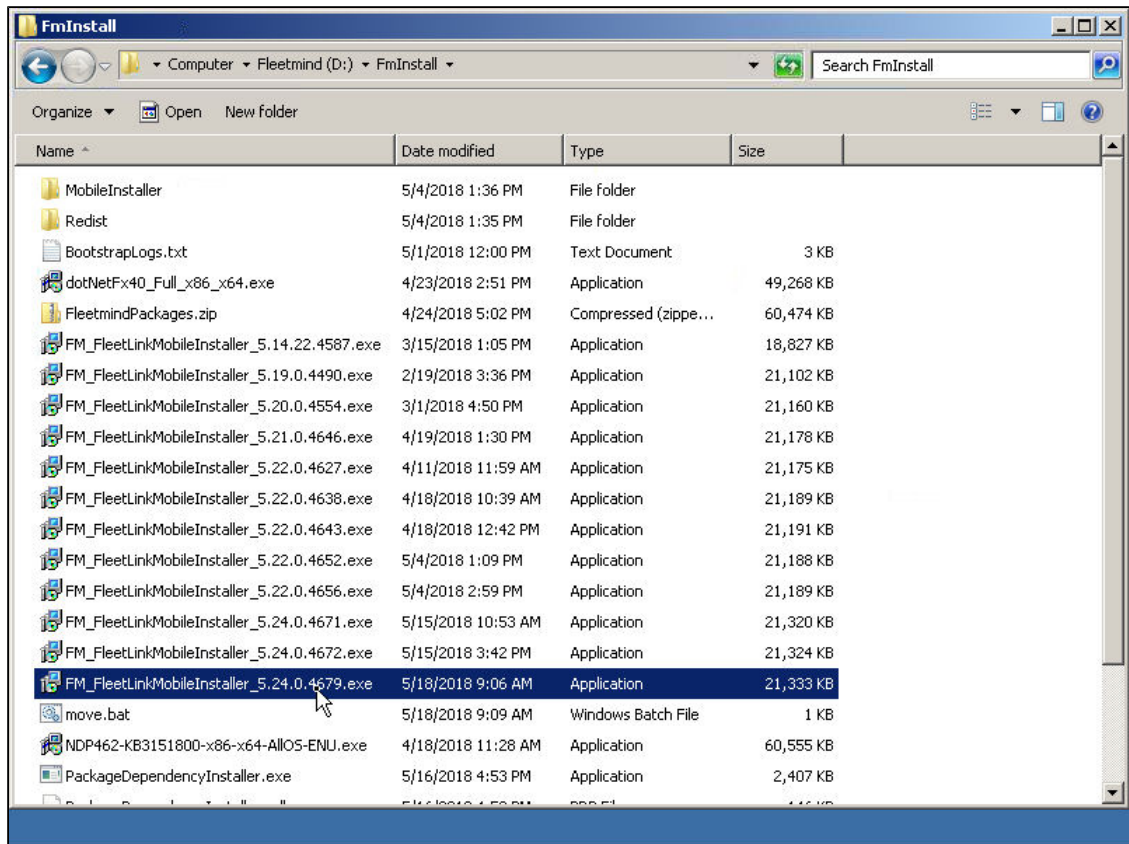 FmInstall
Computer Fleetmind (D:) FmInstall Search FmInstall
Organize Open New folder
Name Date modified Type Size
MobileInstaller 5/4/2018 1:36 PM File folder
Redist 5/4/2018 1:35 PM File folder
BootstrapLogs.txt 5/1/2018 12:00 PM Text Document 3 KB
dotNetFx40_Full_x86_x64.exe 4/23/2018 2:51 PM Application 49,268 KB
FleetmindPackages.zip 4/24/2018 5:02 PM Compressed (zippe... 60,474 KB
FM_FleetLinkMobileInstaller_5.14.22.4587.exe 3/15/2018 1:05 PM Application 18,827 KB
FM_FleetLinkMobileInstaller_5.19.0.4490.exe 2/19/2018 3:36 PM Application 21,102 KB
FM_FleetLinkMobileInstaller_5.20.0.4554.exe 3/1/2018 4:50 PM Application 21,160 KB
FM_FleetLinkMobileInstaller_5.21.0.4646.exe 4/19/2018 1:30 PM Application 21,178 KB
FM_FleetLinkMobileInstaller_5.22.0.4627.exe 4/11/2018 11:59 AM Application 21,175 KB
FM_FleetLinkMobileInstaller_5.22.0.4638.exe 4/18/2018 10:39 AM Application 21,189 KB
FM_FleetLinkMobileInstaller_5.22.0.4643.exe 4/18/2018 12:42 PM Application 21,191 KB
FM_FleetLinkMobileInstaller_5.22.0.4652.exe 5/4/2018 1:09 PM Application 21,188 KB
FM_FleetLinkMobileInstaller_5.22.0.4656.exe 5/4/2018 2:59 PM Application 21,189 KB
FM_FleetLinkMobileInstaller_5.24.0.4671.exe 5/15/2018 10:53 AM Application 21,320 KB
FM_FleetLinkMobileInstaller_5.24.0.4672.exe 5/15/2018 3:42 PM Application 21,324 KB
FM_FleetLinkMobileInstaller_5.24.0.4679.exe 5/18/2018 9:06 AM Application 21,333 KB
move.bat 5/18/2018 9:09 AM Windows Batch File 1 KB
NDP462-KB3151800-x86-x64-AllOS-ENU.exe 4/18/2018 11:28 AM Application 60,555 KB
PackageDependencyInstaller.exe 5/16/2018 4:53 PM Application 2,407 KB